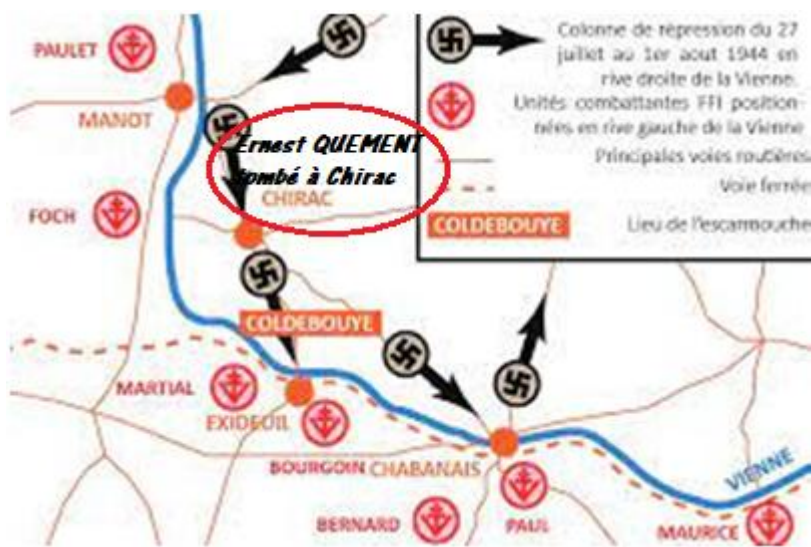 Colonne de répression du 27
juillet au 1er aout 1944 en
rive droite de la Vienne.
Unités combattantes FFI position-
nées en rive gauche de la Vienne
Principales voies routières
Voie ferrée
COLDEBOUYE
Lieu de l'escarmouche
PAULET
MANOT
Ernest QUEMENT
tombé à Chirac
CHIRAC
FOCH
COLDEBOUYE
MARTIAL
EXIDEUIL
BOURGOIN
CHABANAIS
VIENNE
BERNARD
PAUL
MAURICE